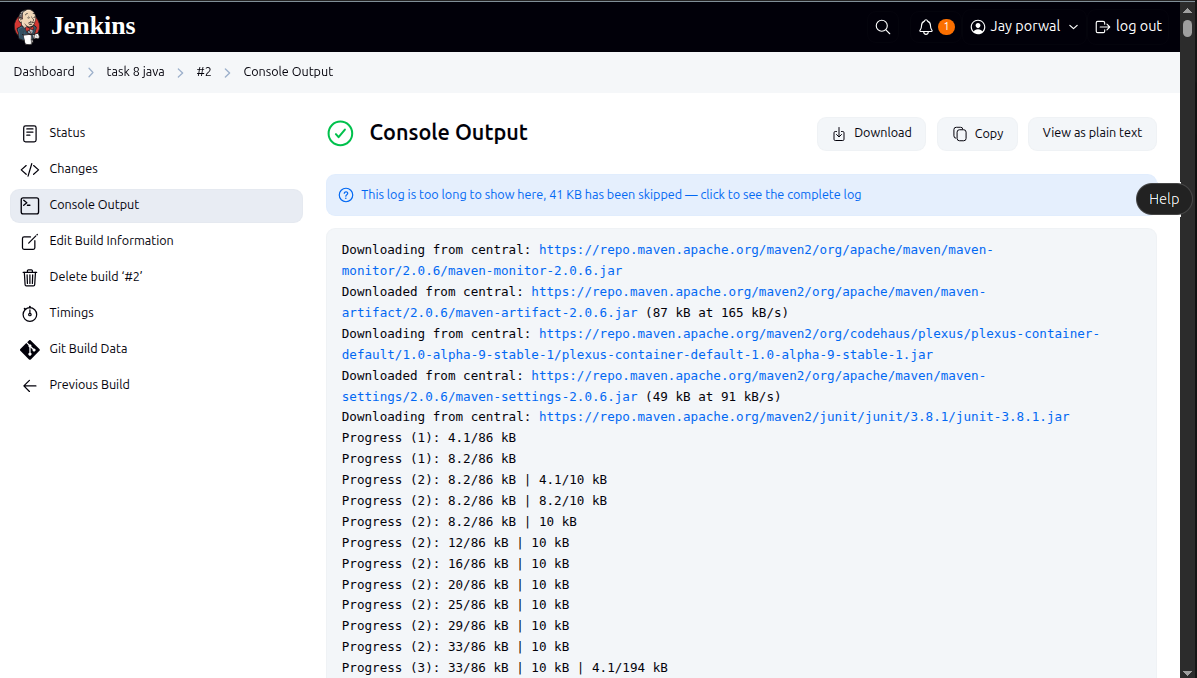 Jenkins
1
Jay porwal
log out
Dashboard
task 8 java
#2
Console Output
Status
Changes
Console Output
Edit Build Information
Delete build ‘#2’
Timings
Git Build Data
Previous Build
Console Output
Download
Copy
View as plain text
This log is too long to show here, 41 KB has been skipped — click to see the complete log
Help
Downloading from central: https://repo.maven.apache.org/maven2/org/apache/maven/maven-
monitor/2.0.6/maven-monitor-2.0.6.jar
Downloaded from central: https://repo.maven.apache.org/maven2/org/apache/maven/maven-
artifact/2.0.6/maven-artifact-2.0.6.jar (87 kB at 165 kB/s)
Downloading from central: https://repo.maven.apache.org/maven2/org/codehaus/plexus/plexus-container-
default/1.0-alpha-9-stable-1/plexus-container-default-1.0-alpha-9-stable-1.jar
Downloaded from central: https://repo.maven.apache.org/maven2/org/apache/maven/maven-
settings/2.0.6/maven-settings-2.0.6.jar (49 kB at 91 kB/s)
Downloading from central: https://repo.maven.apache.org/maven2/junit/junit/3.8.1/junit-3.8.1.jar
Progress (1): 4.1/86 kB
Progress (1): 8.2/86 kB
Progress (2): 8.2/86 kB | 4.1/10 kB
Progress (2): 8.2/86 kB | 8.2/10 kB
Progress (2): 8.2/86 kB | 10 kB
Progress (2): 12/86 kB | 10 kB
Progress (2): 16/86 kB | 10 kB
Progress (2): 20/86 kB | 10 kB
Progress (2): 25/86 kB | 10 kB
Progress (2): 29/86 kB | 10 kB
Progress (2): 33/86 kB | 10 kB
Progress (3): 33/86 kB | 10 kB | 4.1/194 kB